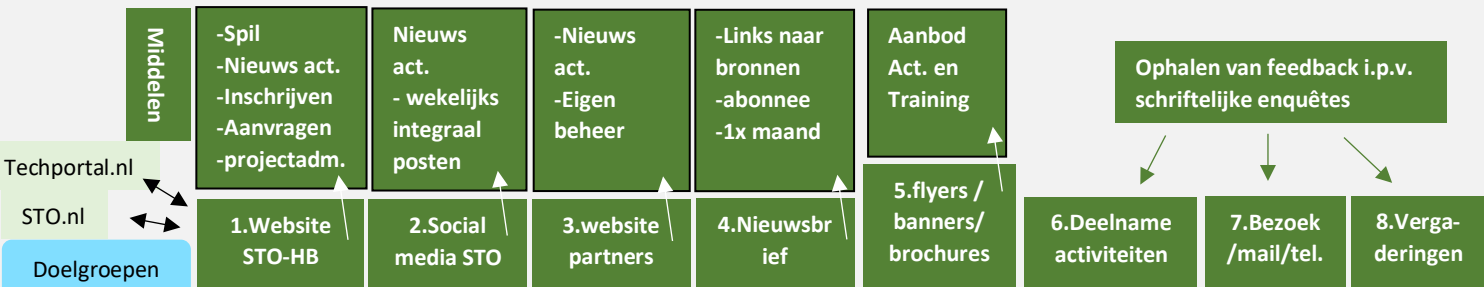 Middelen
-Spil
-Nieuws act.
-Inschrijven
-Aanvragen
-projectadm.
Nieuws
act.
- wekelijks
integraal
posten
-Nieuws
act.
-Eigen
beheer
-Links naar
bronnen
-abonnee
-1x maand
Aanbod
Act. en
Training
Ophalen van feedback i.p.v.
schriftelijke enquêtes
Techportal.nl
STO.nl
Doelgroepen
1.Website
STO-HB
2.Social
media STO
3.website
partners
4.Nieuwsbr
ief
5.flyers /
banners/
brochures
6.Deelname
activiteiten
7.Bezoek
/mail/tel.
8.Verga-
deringen